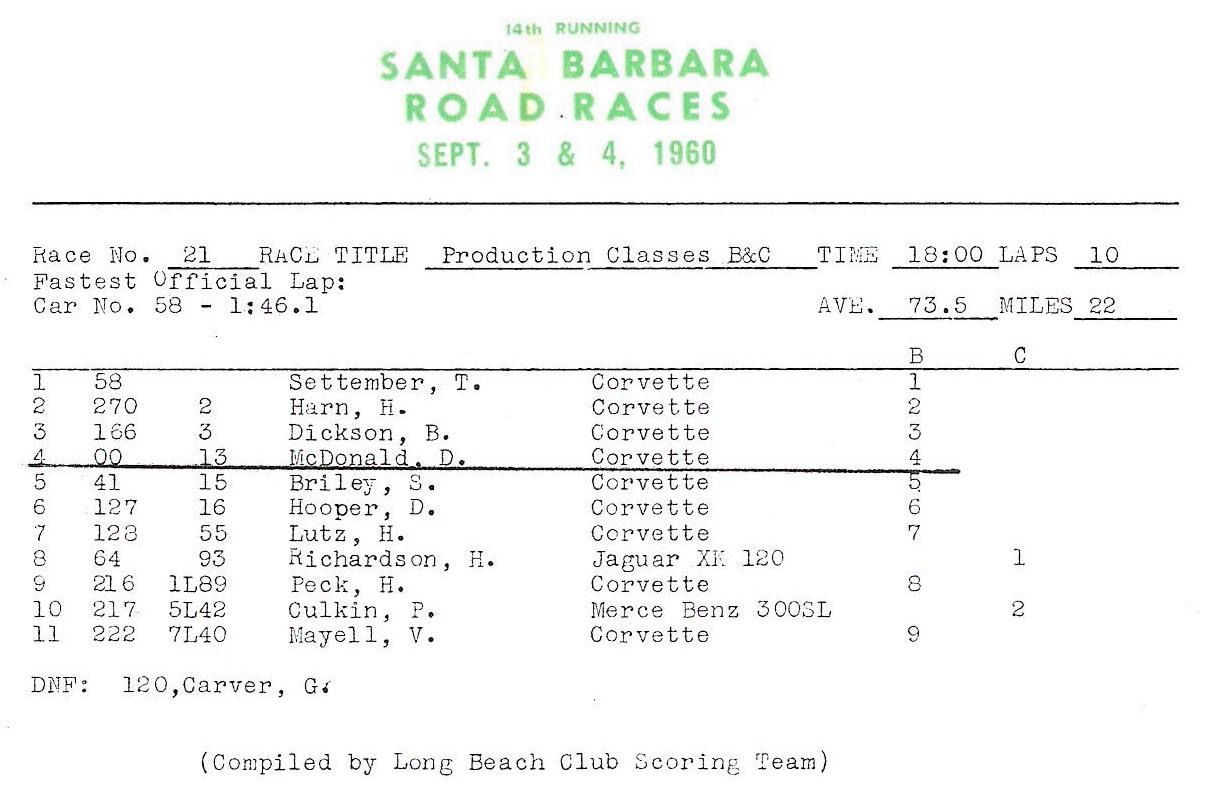 14th RUNNING
SANTA BARBARA
ROAD RACES
SEPT. 3 & 4, 1960
Race No. 21 RACE TITLE Production Classes B&C TIME 18:00 LAPS 10
Fastest Official Lap:
Car No. 58 - 1:46.1 AVE. 73.5 MILES 22
B C
1 58 Settember, T. Corvette 1
2 270 2 Harn, H. Corvette 2
3 166 3 Dickson, B. Corvette 3
4 00 13 McDonald, D. Corvette 4
5 41 15 Briley, S. Corvette 5
6 127 16 Hooper, D. Corvette 6
7 128 55 Lutz, H. Corvette 7
8 64 93 Richardson, H. Jaguar XK 120 1
9 216 1L89 Peck, H. Corvette 8
10 217 5L42 Culkin, P. Merce Benz 300SL 2
11 222 7L40 Mayell, V. Corvette 9
DNF: 120,Carver, G.
(Compiled by Long Beach Club Scoring Team)